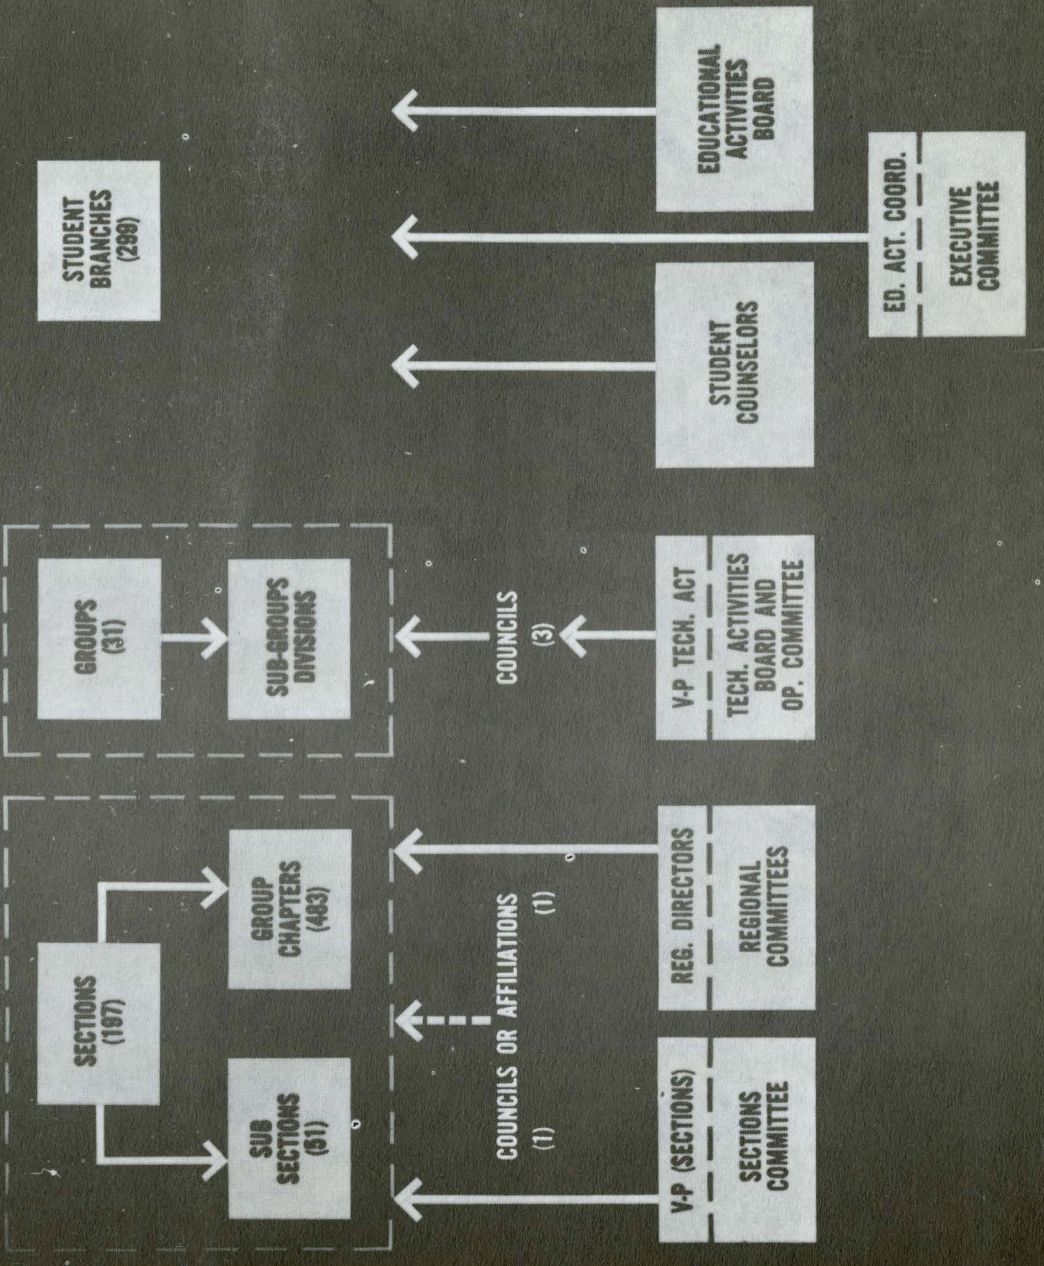 SECTIONS
(197)
GROUPS
(31)
STUDENT
BRANCHES
(299)
SUB
SECTIONS
(51)
GROUP
CHAPTERS
(483)
SUB-GROUPS
DIVISIONS
COUNCILS OR AFFILIATIONS
(1)
(1)
COUNCILS
(3)
V-P (SECTIONS)
SECTIONS
COMMITTEE
REG. DIRECTORS
REGIONAL
COMMITTEES
V-P TECH. ACT
TECH. ACTIVITIES
BOARD AND
OP. COMMITTEE
STUDENT
COUNSELORS
EDUCATIONAL
ACTIVITIES
BOARD
ED. ACT. COORD.
EXECUTIVE
COMMITTEE